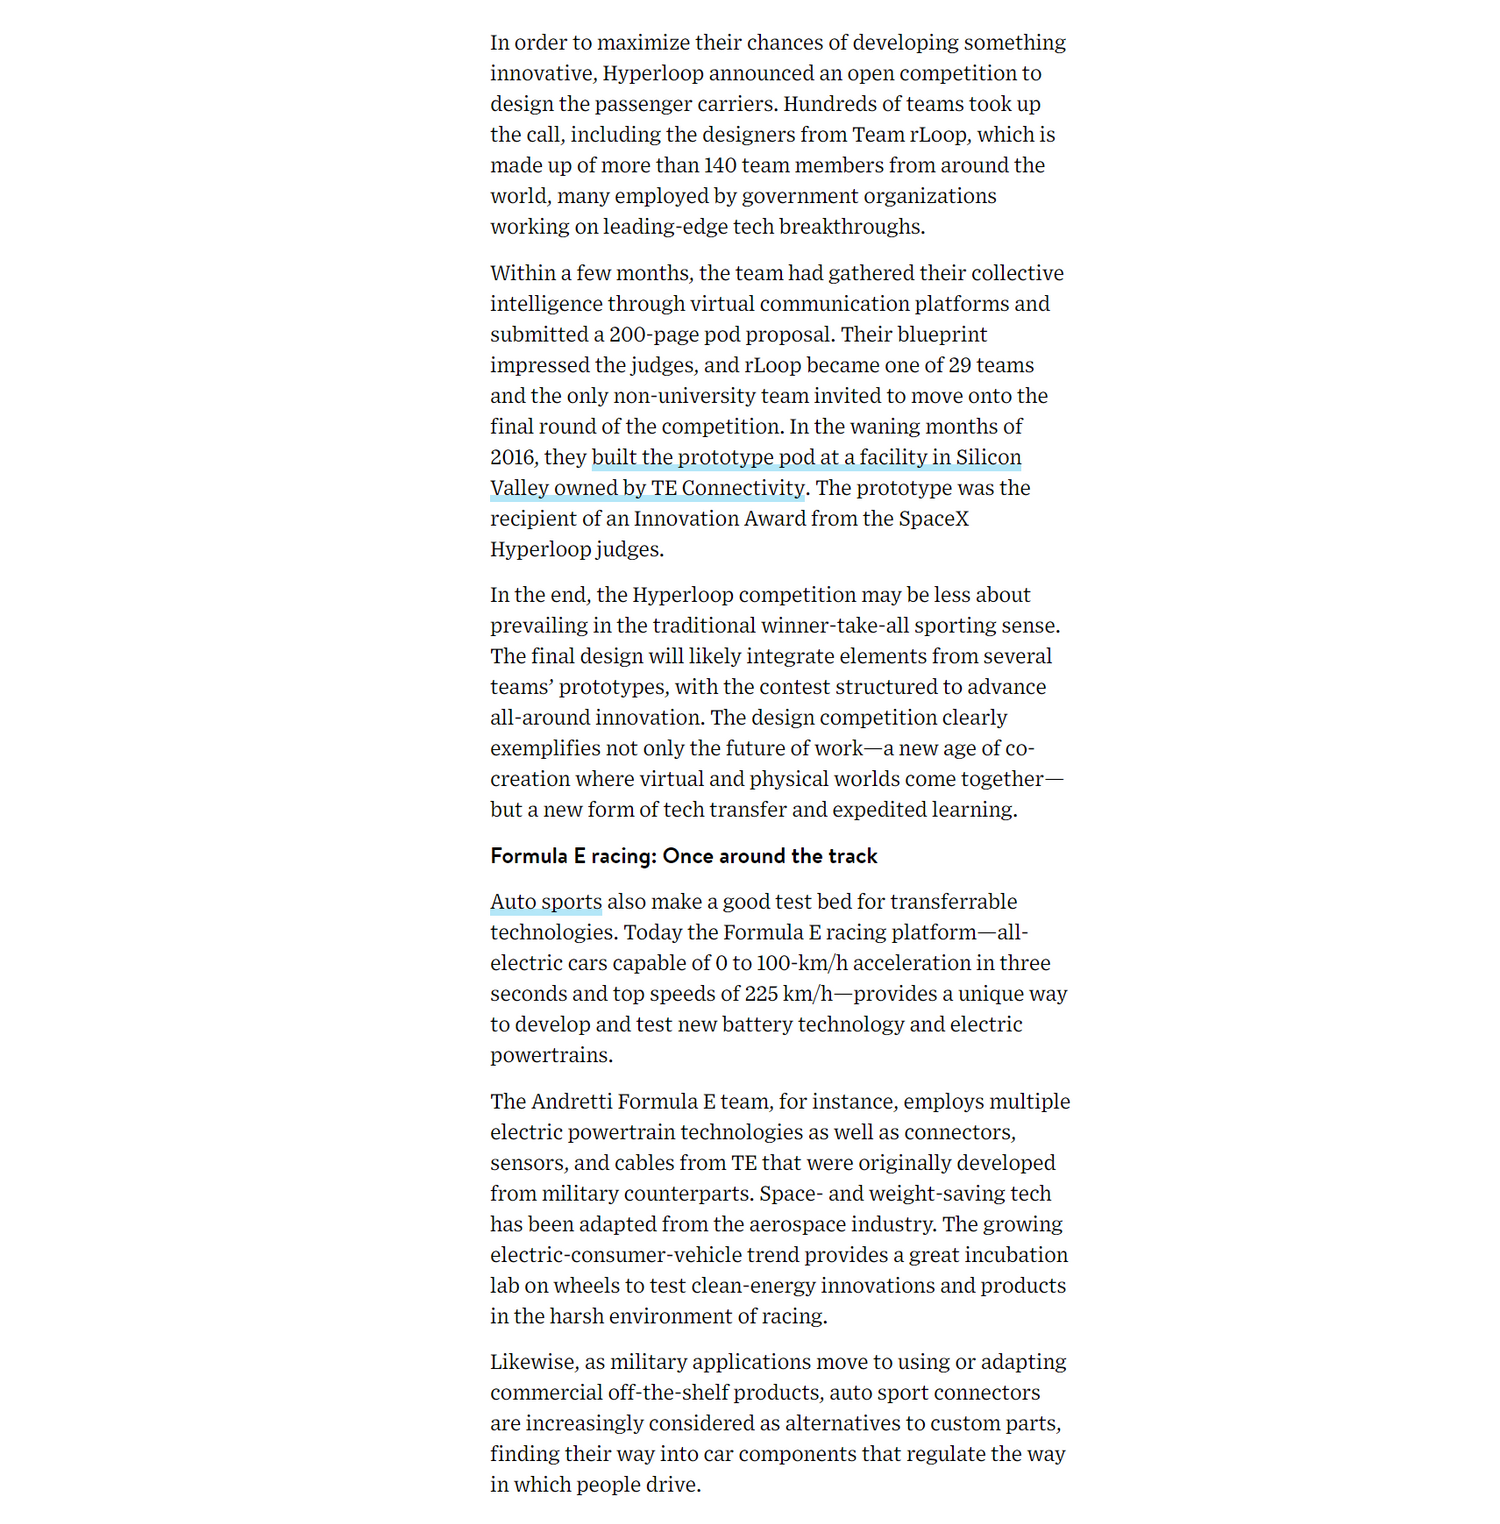 In order to maximize their chances of developing something
innovative, Hyperloop announced an open competition to
design the passenger carriers. Hundreds of teams took up
the call, including the designers from Team rLoop, which is
made up of more than 140 team members from around the
world, many employed by government organizations
working on leading-edge tech breakthroughs.
Within a few months, the team had gathered their collective
intelligence through virtual communication platforms and
submitted a 200-page pod proposal. Their blueprint
impressed the judges, and rLoop became one of 29 teams
and the only non-university team invited to move onto the
final round of the competition. In the waning months of
2016, they built the prototype pod at a facility in Silicon
Valley owned by TE Connectivity. The prototype was the
recipient of an Innovation Award from the SpaceX
Hyperloop judges.
In the end, the Hyperloop competition may be less about
prevailing in the traditional winner-take-all sporting sense.
The final design will likely integrate elements from several
teams’ prototypes, with the contest structured to advance
all-around innovation. The design competition clearly
exemplifies not only the future of work—a new age of co-
creation where virtual and physical worlds come together—
but a new form of tech transfer and expedited learning.
Formula E racing: Once around the track
Auto sports also make a good test bed for transferrable
technologies. Today the Formula E racing platform—all-
electric cars capable of 0 to 100-km/h acceleration in three
seconds and top speeds of 225 km/h—provides a unique way
to develop and test new battery technology and electric
powertrains.
The Andretti Formula E team, for instance, employs multiple
electric powertrain technologies as well as connectors,
sensors, and cables from TE that were originally developed
from military counterparts. Space- and weight-saving tech
has been adapted from the aerospace industry. The growing
electric-consumer-vehicle trend provides a great incubation
lab on wheels to test clean-energy innovations and products
in the harsh environment of racing.
Likewise, as military applications move to using or adapting
commercial off-the-shelf products, auto sport connectors
are increasingly considered as alternatives to custom parts,
finding their way into car components that regulate the way
in which people drive.